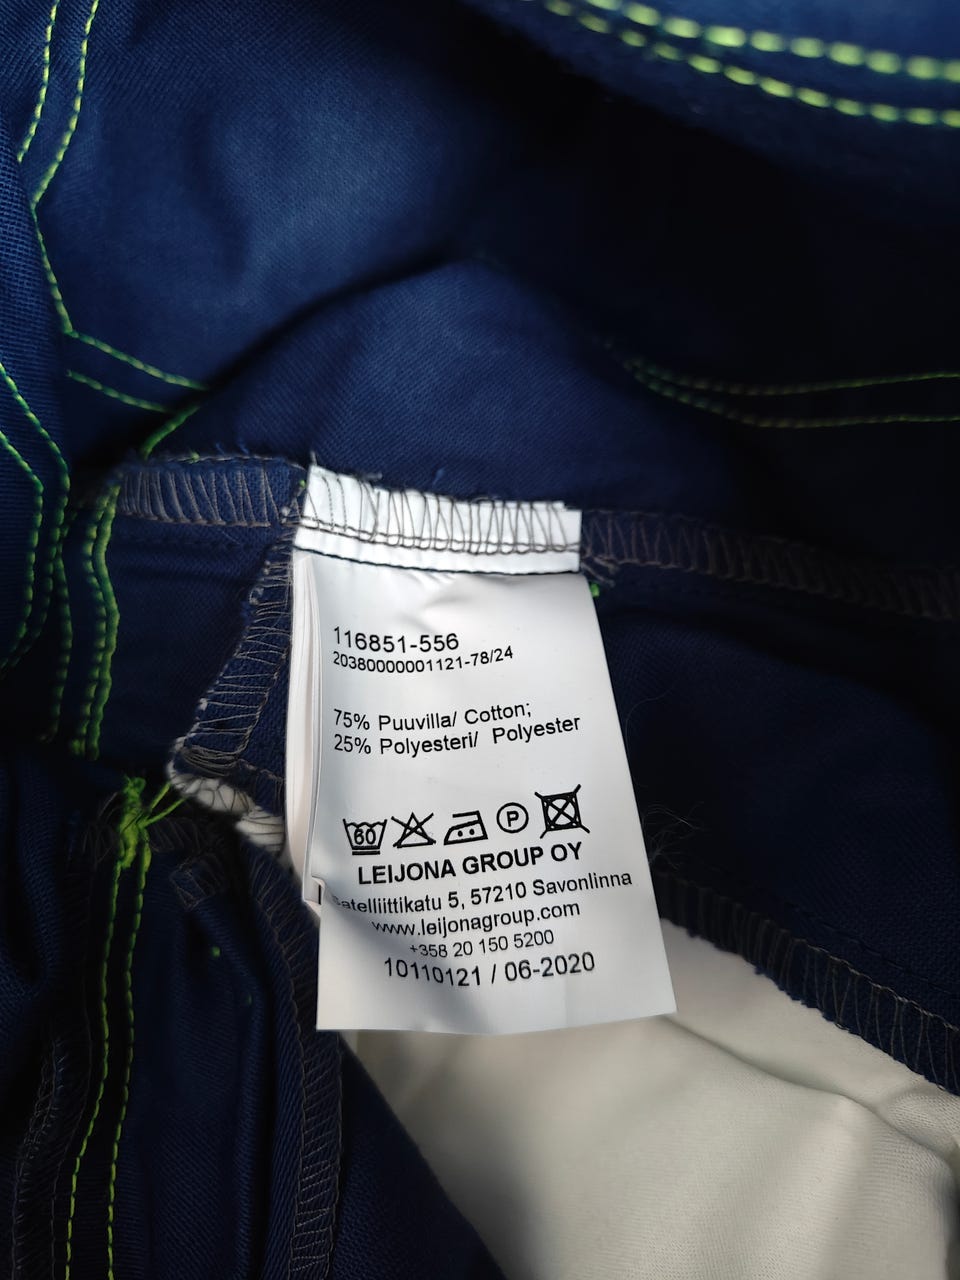 116851-556
20380000001121-78/24
75% Puuvilla/ Cotton;
25% Polyesteri/ Polyester
60
P
LEIJONA GROUP OY
Satelliittikatu 5, 57210 Savonlinna
www.leijonagroup.com
+358 20 150 5200
10110121 / 06-2020